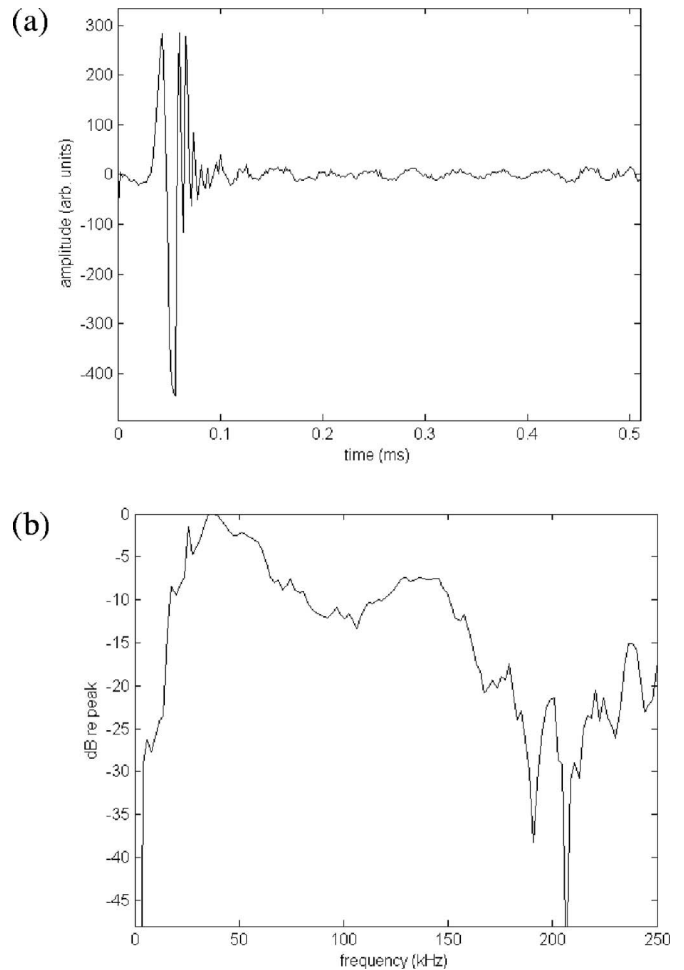 (a)
300
200
100
0
-100
-200
-300
-400
amplitude (arb. units)
0 0.1 0.2 0.3 0.4 0.5
time (ms)
(b)
0
-5
-10
-15
-20
-25
-30
-35
-40
-45
dB re peak
0 50 100 150 200 250
frequency (kHz)